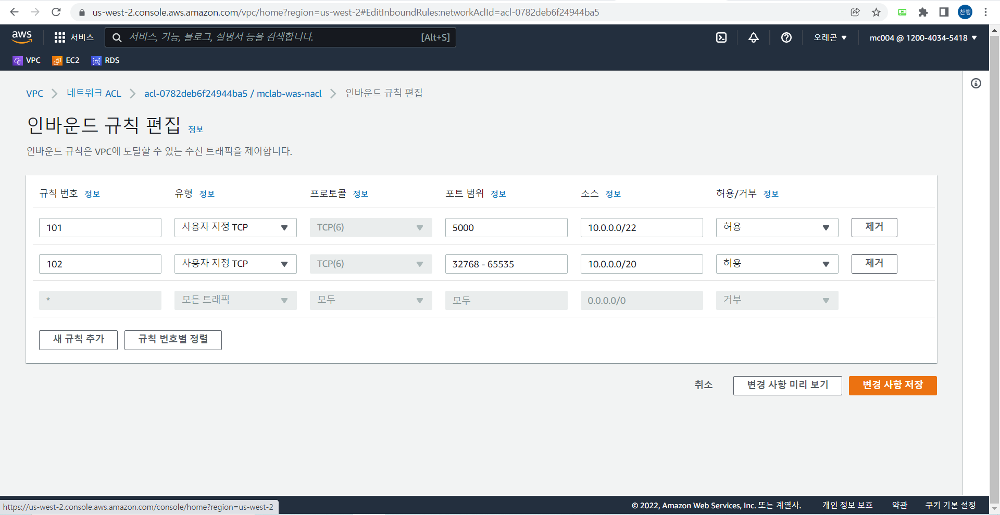 us-west-2.console.aws.amazon.com/vpc/home?region=us-west-2#EditInboundRules:networkAclId=acl-0782deb6f24944ba5
찬행
aws 서비스 서비스, 기능, 블로그, 설명서 등을 검색합니다. [Alt+S] 오레곤 mc004 @ 1200-4034-5418
VPC EC2 RDS
VPC 네트워크 ACL acl-0782deb6f24944ba5 / mclab-was-nacl 인바운드 규칙 편집
인바운드 규칙 편집 정보
인바운드 규칙은 VPC에 도달할 수 있는 수신 트래픽을 제어합니다.
규칙 번호 정보 유형 정보 프로토콜 정보 포트 범위 정보 소스 정보 허용/거부 정보
101 사용자 지정 TCP TCP(6) 5000 10.0.0.0/22 허용 제거
102 사용자 지정 TCP TCP(6) 32768 - 65535 10.0.0.0/20 허용 제거
* 모든 트래픽 모두 모두 0.0.0.0/0 거부
새 규칙 추가 규칙 번호별 정렬
취소 변경 사항 미리 보기 변경 사항 저장
https://us-west-2.console.aws.amazon.com/console/home?region=us-west-2 © 2022, Amazon Web Services, Inc. 또는 계열사. 개인 정보 보호 약관 쿠키 기본 설정